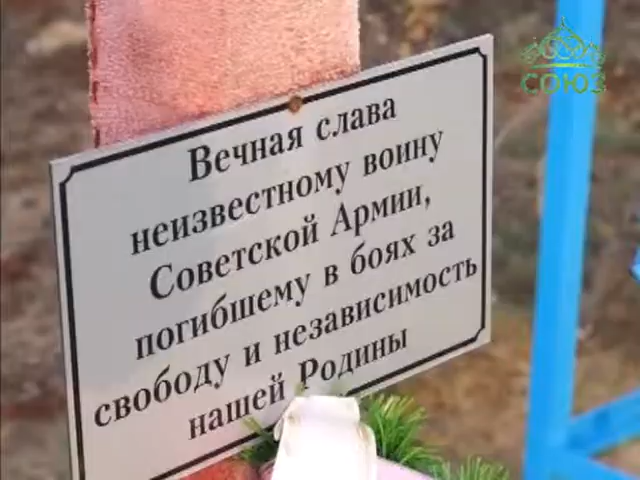 СОЮЗ
Вечная слава
неизвестному воину
Советской Армии,
погибшему в боях за
свободу и независимость
нашей Родины